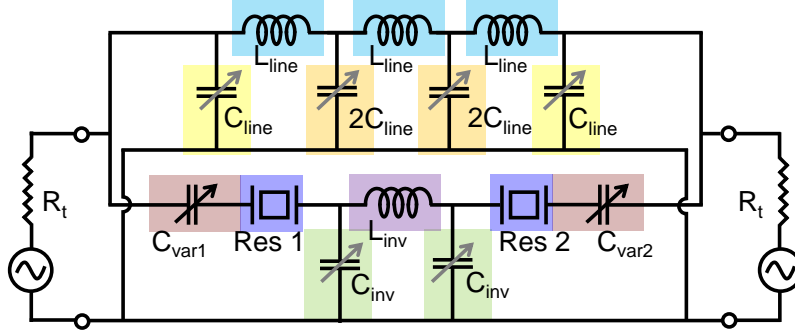 L_line L_line L_line
C_line 2C_line 2C_line C_line
R_t R_t
C_var1 Res 1 L_inv Res 2 C_var2
C_inv C_inv